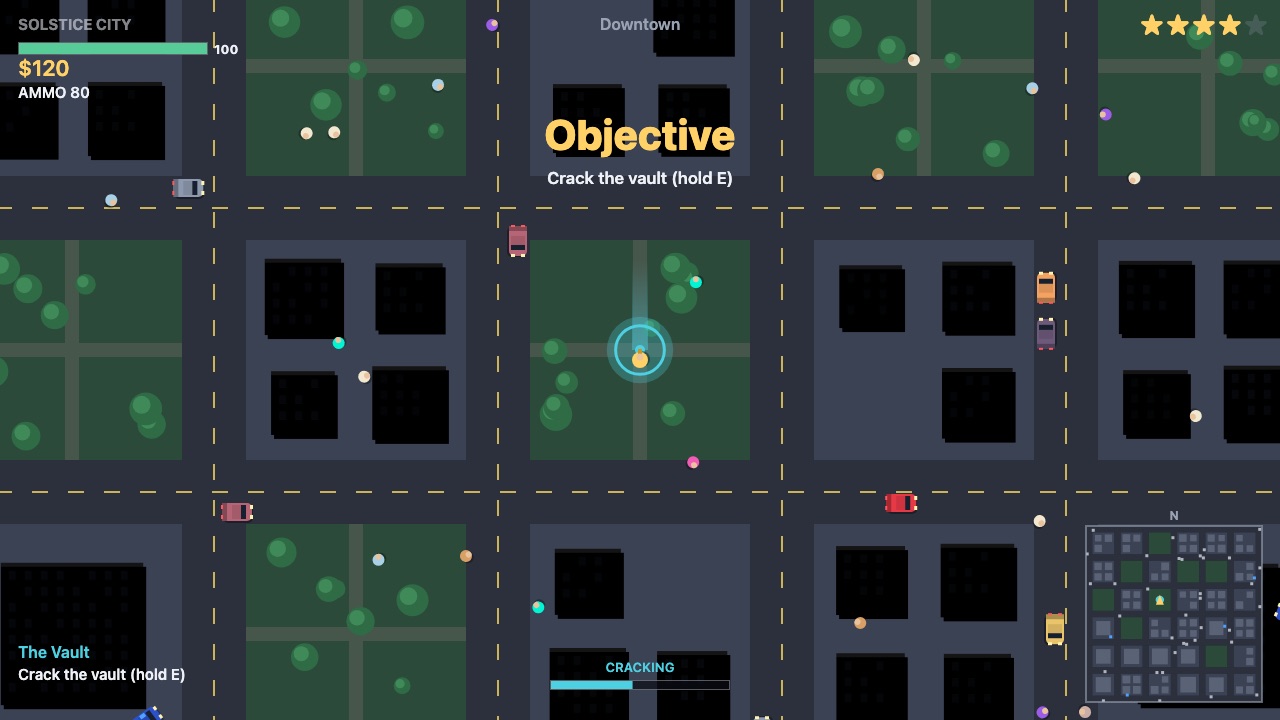 SOLSTICE CITY
100
$120
AMMO 80
Downtown
Objective
Crack the vault (hold E)
The Vault
Crack the vault (hold E)
CRACKING
N